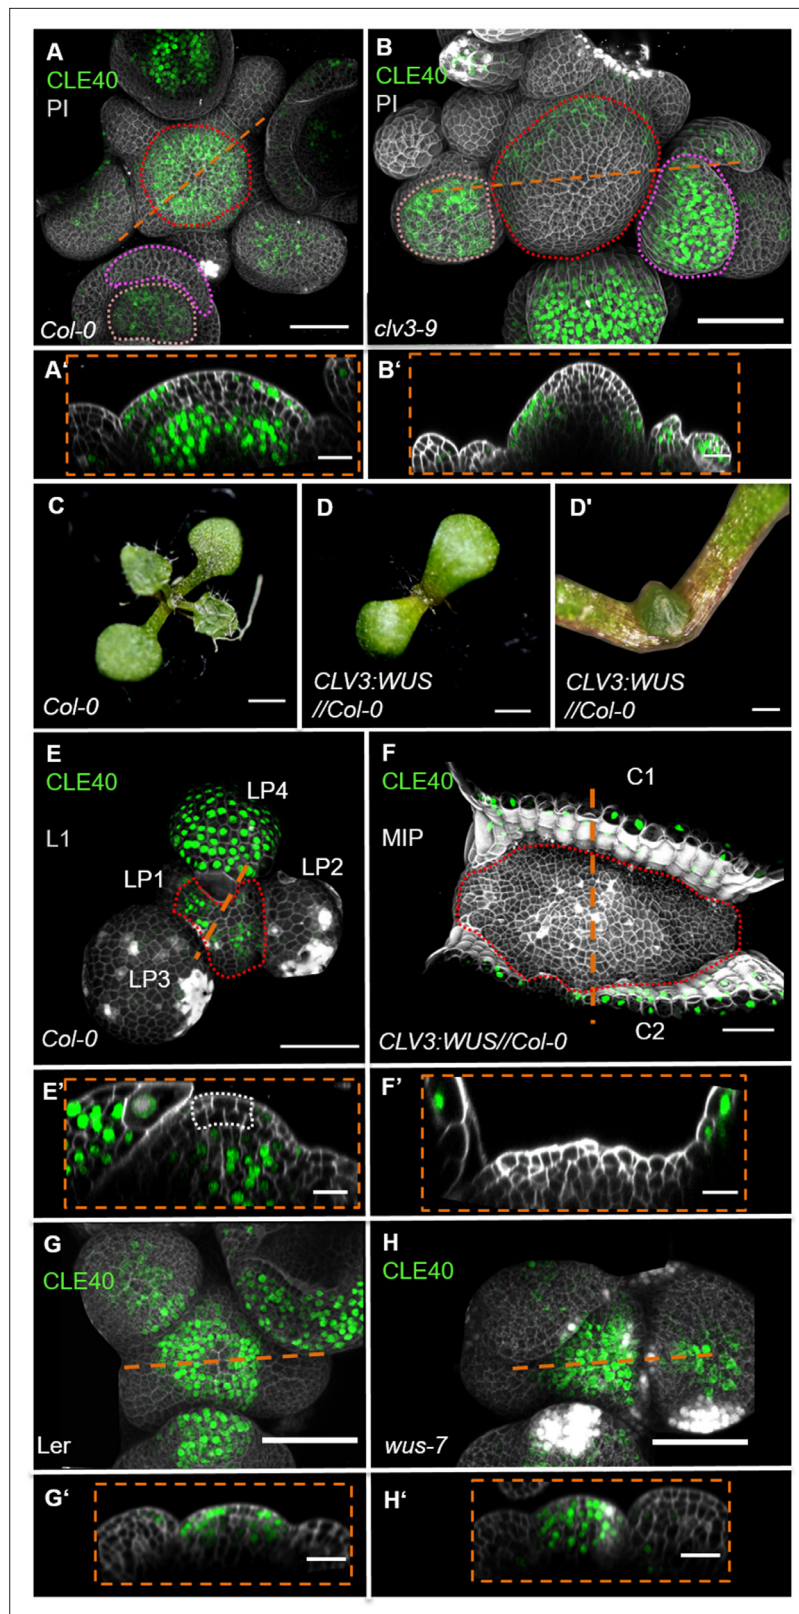 A
CLE40
PI
Col-0
B
CLE40
PI
clv3-9
A‘
B‘
C
Col-0
D
CLV3:WUS
//Col-0
D'
CLV3:WUS
//Col-0
E
CLE40
L1
LP4
LP1
LP2
LP3
Col-0
F
CLE40
MIP
C1
C2
CLV3:WUS//Col-0
E’
F’
G
CLE40
Ler
H
CLE40
wus-7
G‘
H‘